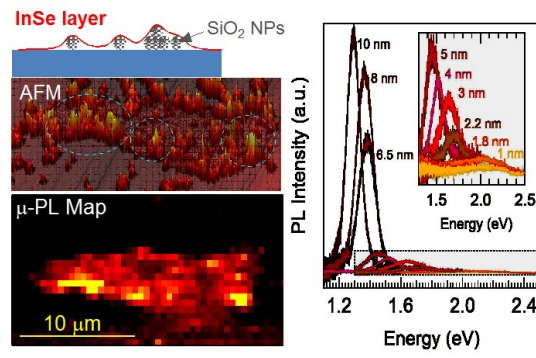 InSe layer
SiO₂ NPs
AFM
μ-PL Map
10 μm
PL Intensity (a.u.)
10 nm
8 nm
6.5 nm
5 nm
4 nm
3 nm
2.2 nm
1.8 nm
1 nm
1.5 2.0 2.5
Energy (eV)
1.2 1.6 2.0 2.4
Energy (eV)